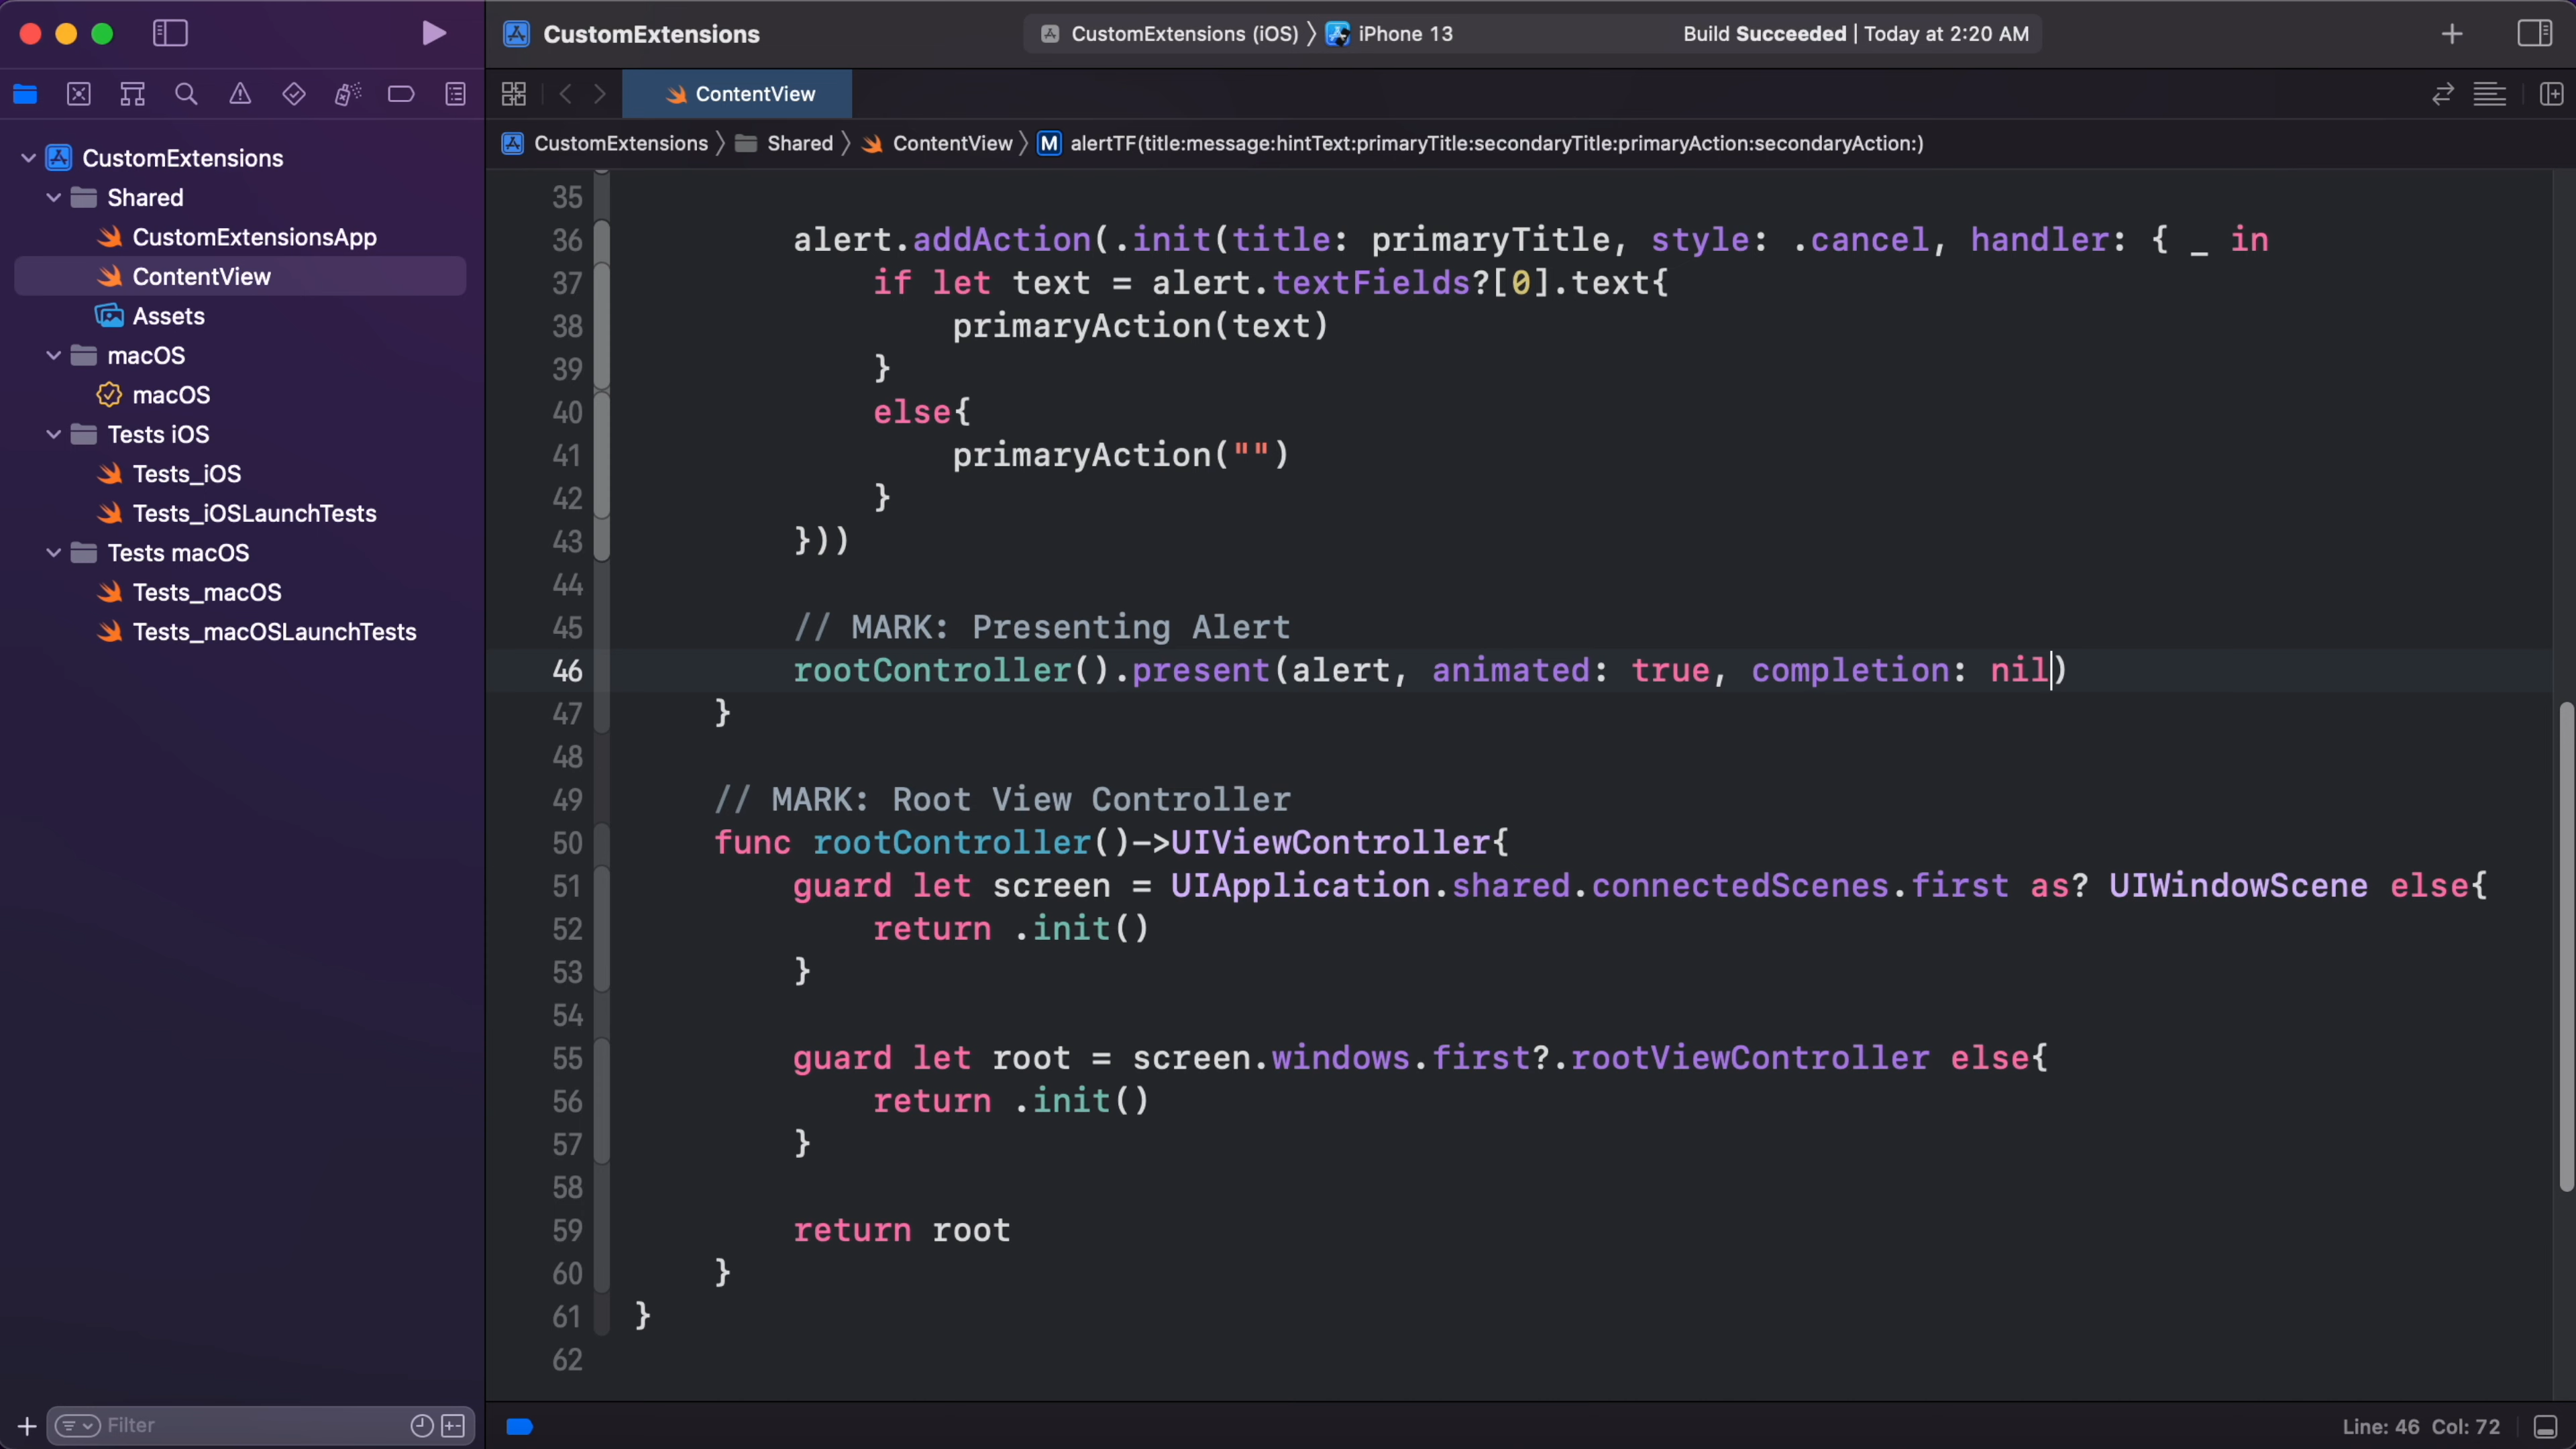 CustomExtensions
CustomExtensions (iOS) 〉 iPhone 13
Build Succeeded | Today at 2:20 AM
ContentView
CustomExtensions 〉 Shared 〉 ContentView 〉 M alertTF(title:message:hintText:primaryTitle:secondaryTitle:primaryAction:secondaryAction:)
CustomExtensions
Shared
CustomExtensionsApp
ContentView
Assets
macOS
macOS
Tests iOS
Tests_iOS
Tests_iOSLaunchTests
Tests macOS
Tests_macOS
Tests_macOSLaunchTests
Filter
35
36 alert.addAction(.init(title: primaryTitle, style: .cancel, handler: { _ in
37 if let text = alert.textFields?[0].text{
38 primaryAction(text)
39 }
40 else{
41 primaryAction("")
42 }
43 }))
44
45 // MARK: Presenting Alert
46 rootController().present(alert, animated: true, completion: nil)
47 }
48
49 // MARK: Root View Controller
50 func rootController()->UIViewController{
51 guard let screen = UIApplication.shared.connectedScenes.first as? UIWindowScene else{
52 return .init()
53 }
54
55 guard let root = screen.windows.first?.rootViewController else{
56 return .init()
57 }
58
59 return root
60 }
61 }
62
Line: 46 Col: 72